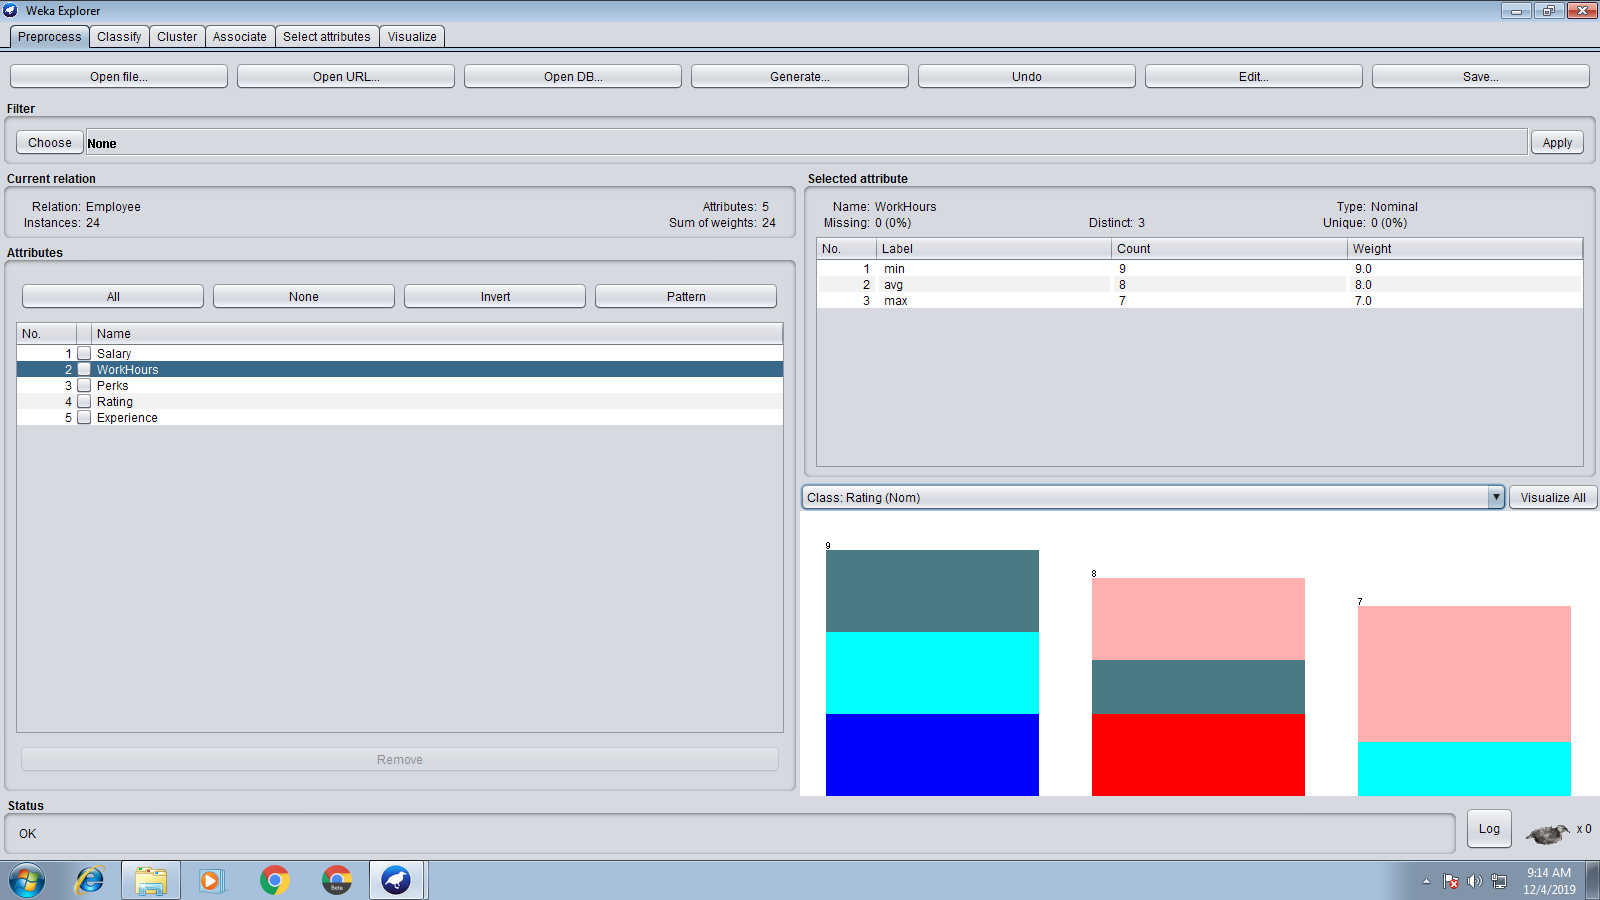 Weka Explorer
Preprocess Classify Cluster Associate Select attributes Visualize
Open file... Open URL... Open DB... Generate... Undo Edit... Save...
Filter
Choose None Apply
Current relation
Relation: Employee Attributes: 5
Instances: 24 Sum of weights: 24
Attributes
All None Invert Pattern
No. Name
1 Salary
2 WorkHours
3 Perks
4 Rating
5 Experience
Remove
Selected attribute
Name: WorkHours Type: Nominal
Missing: 0 (0%) Distinct: 3 Unique: 0 (0%)
No. Label Count Weight
1 min 9 9.0
2 avg 8 8.0
3 max 7 7.0
Class: Rating (Nom) Visualize All
9
8
7
Status
OK
Log x 0
Beta
9:14 AM
12/4/2019